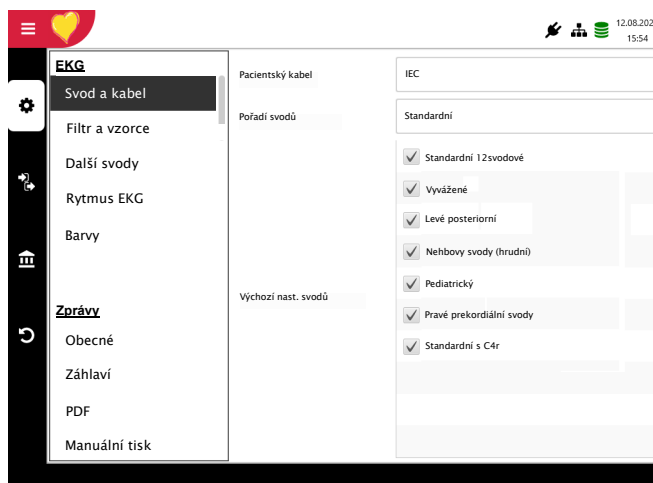 12.08.202
15:54
EKG
Svod a kabel
Filtr a vzorce
Další svody
Rytmus EKG
Barvy
Zprávy
Obecné
Záhlaví
PDF
Manuální tisk
Pacientský kabel
IEC
Pořadí svodů
Standardní
Výchozí nast. svodů
Standardní 12svodové
Vyvážené
Levé posteriorní
Nehbovy svody (hrudní)
Pediatrický
Pravé prekordiální svody
Standardní s C4r